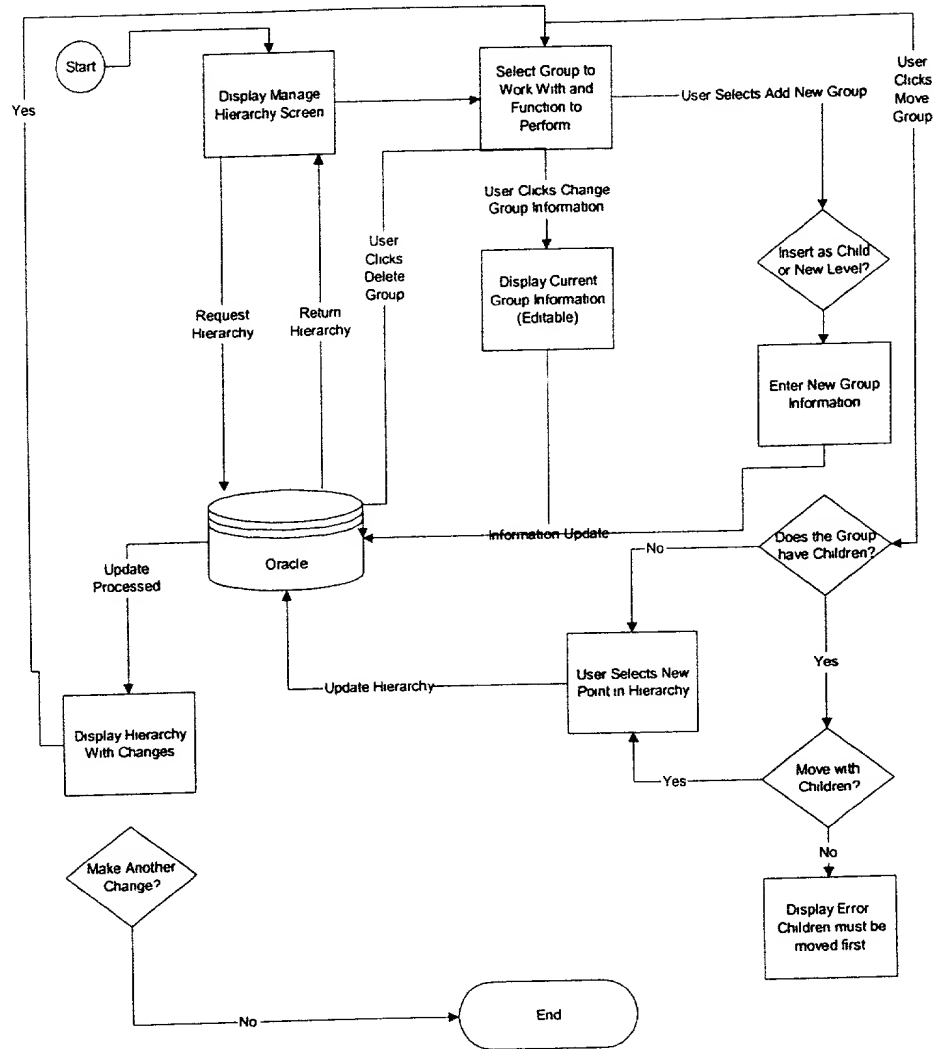 Start
Yes
Display Manage
Hierarchy Screen
Select Group to
Work With and
Function to
Perform
User Selects Add New Group
User
Clicks
Move
Group
User Clicks Change
Group Information
User
Clicks
Delete
Group
Insert as Child
or New Level?
Request
Hierarchy
Return
Hierarchy
Display Current
Group Information
(Editable)
Enter New Group
Information
Information Update
Oracle
Does the Group
have Children?
No
Update
Processed
Yes
Update Hierarchy
User Selects New
Point in Hierarchy
Display Hierarchy
With Changes
Yes
Move with
Children?
No
Make Another
Change?
Display Error
Children must be
moved first
No
End